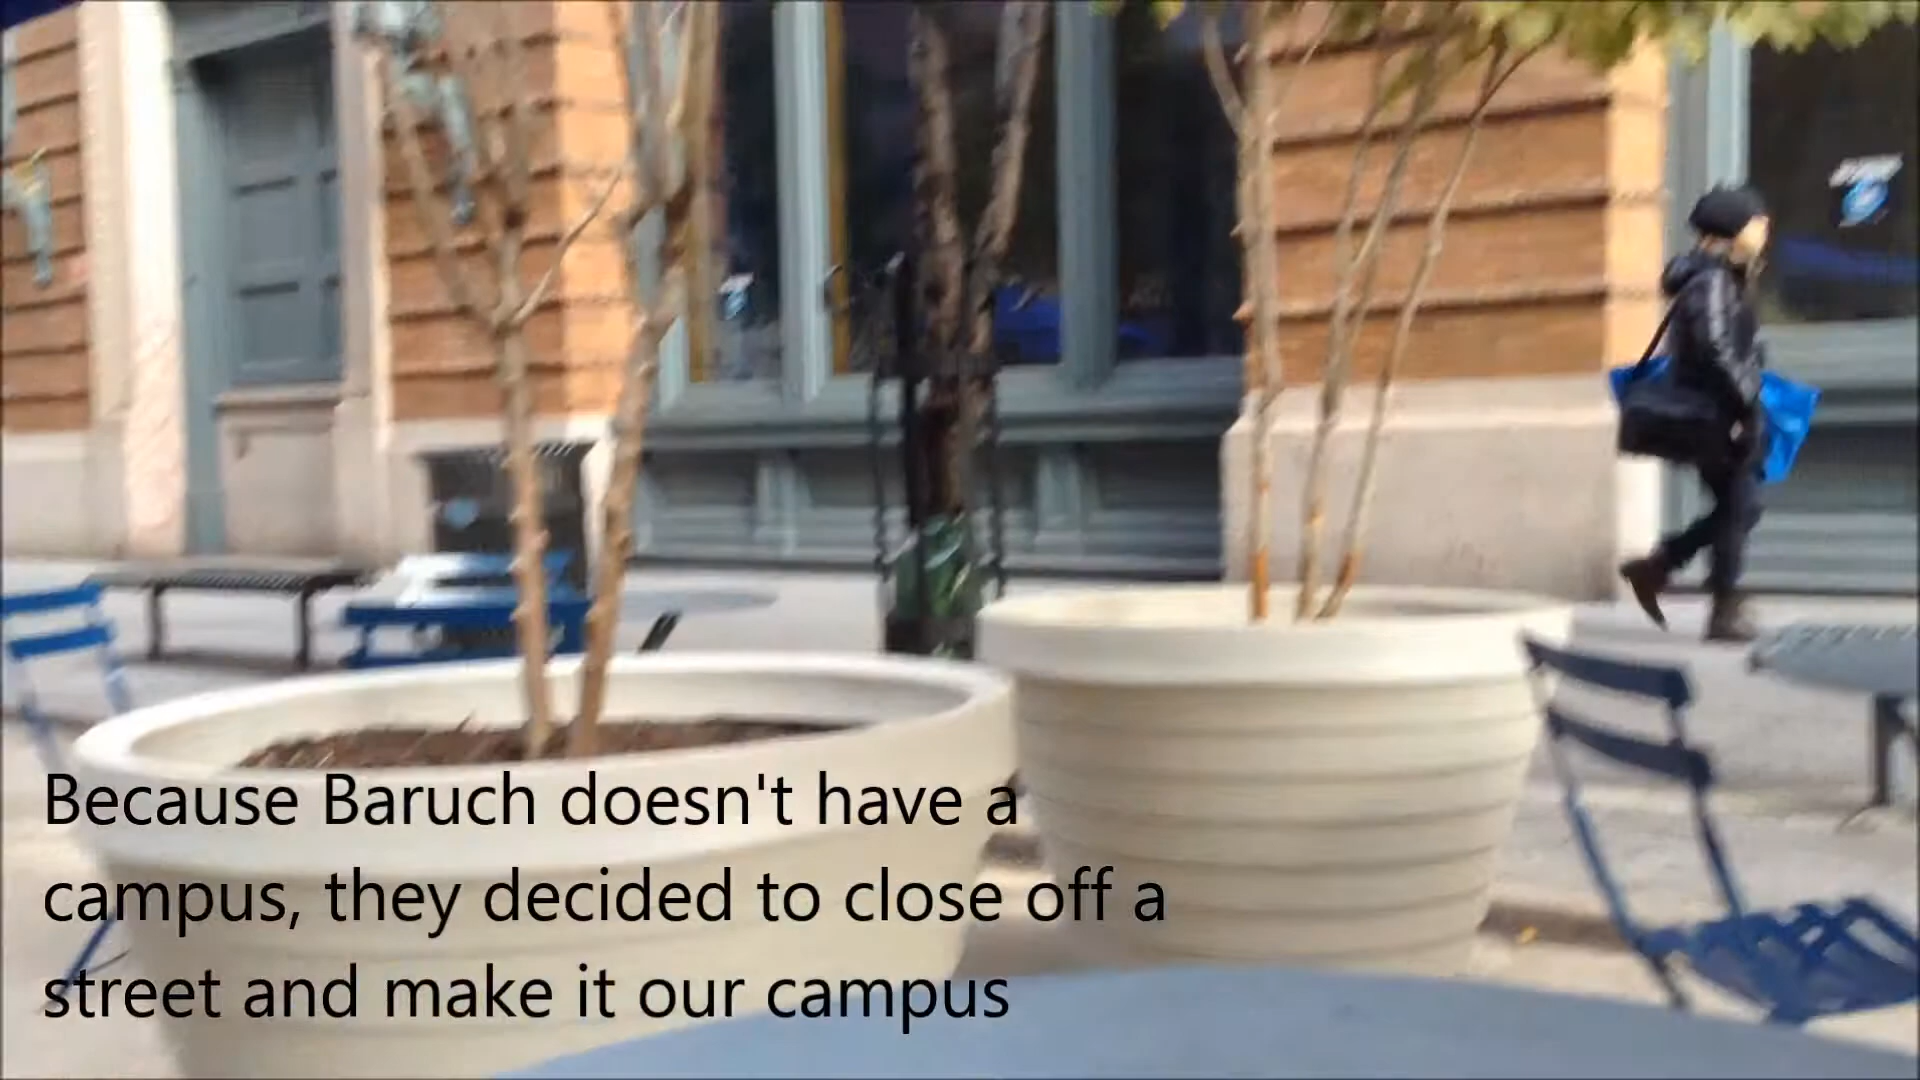 Because Baruch doesn't have a
campus, they decided to close off a
street and make it our campus